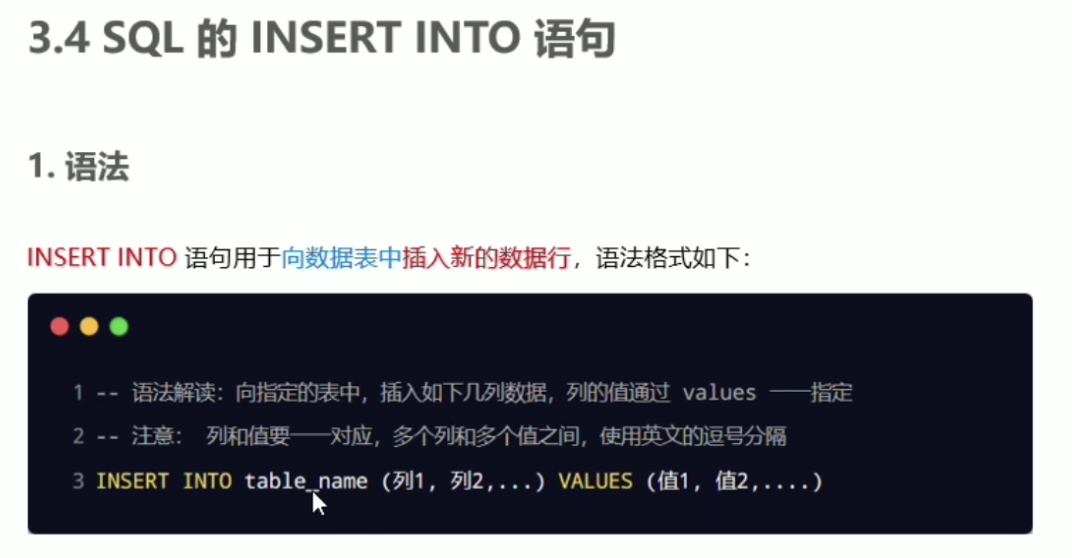 3.4 SQL 的 INSERT INTO 语句
1. 语法
INSERT INTO 语句用于向数据表中插入新的数据行，语法格式如下：
1 -- 语法解读：向指定的表中，插入如下几列数据，列的值通过 values 一一指定
2 -- 注意： 列和值要一一对应，多个列和多个值之间，使用英文的逗号分隔
3 INSERT INTO table_name (列1, 列2,...) VALUES (值1, 值2,....)